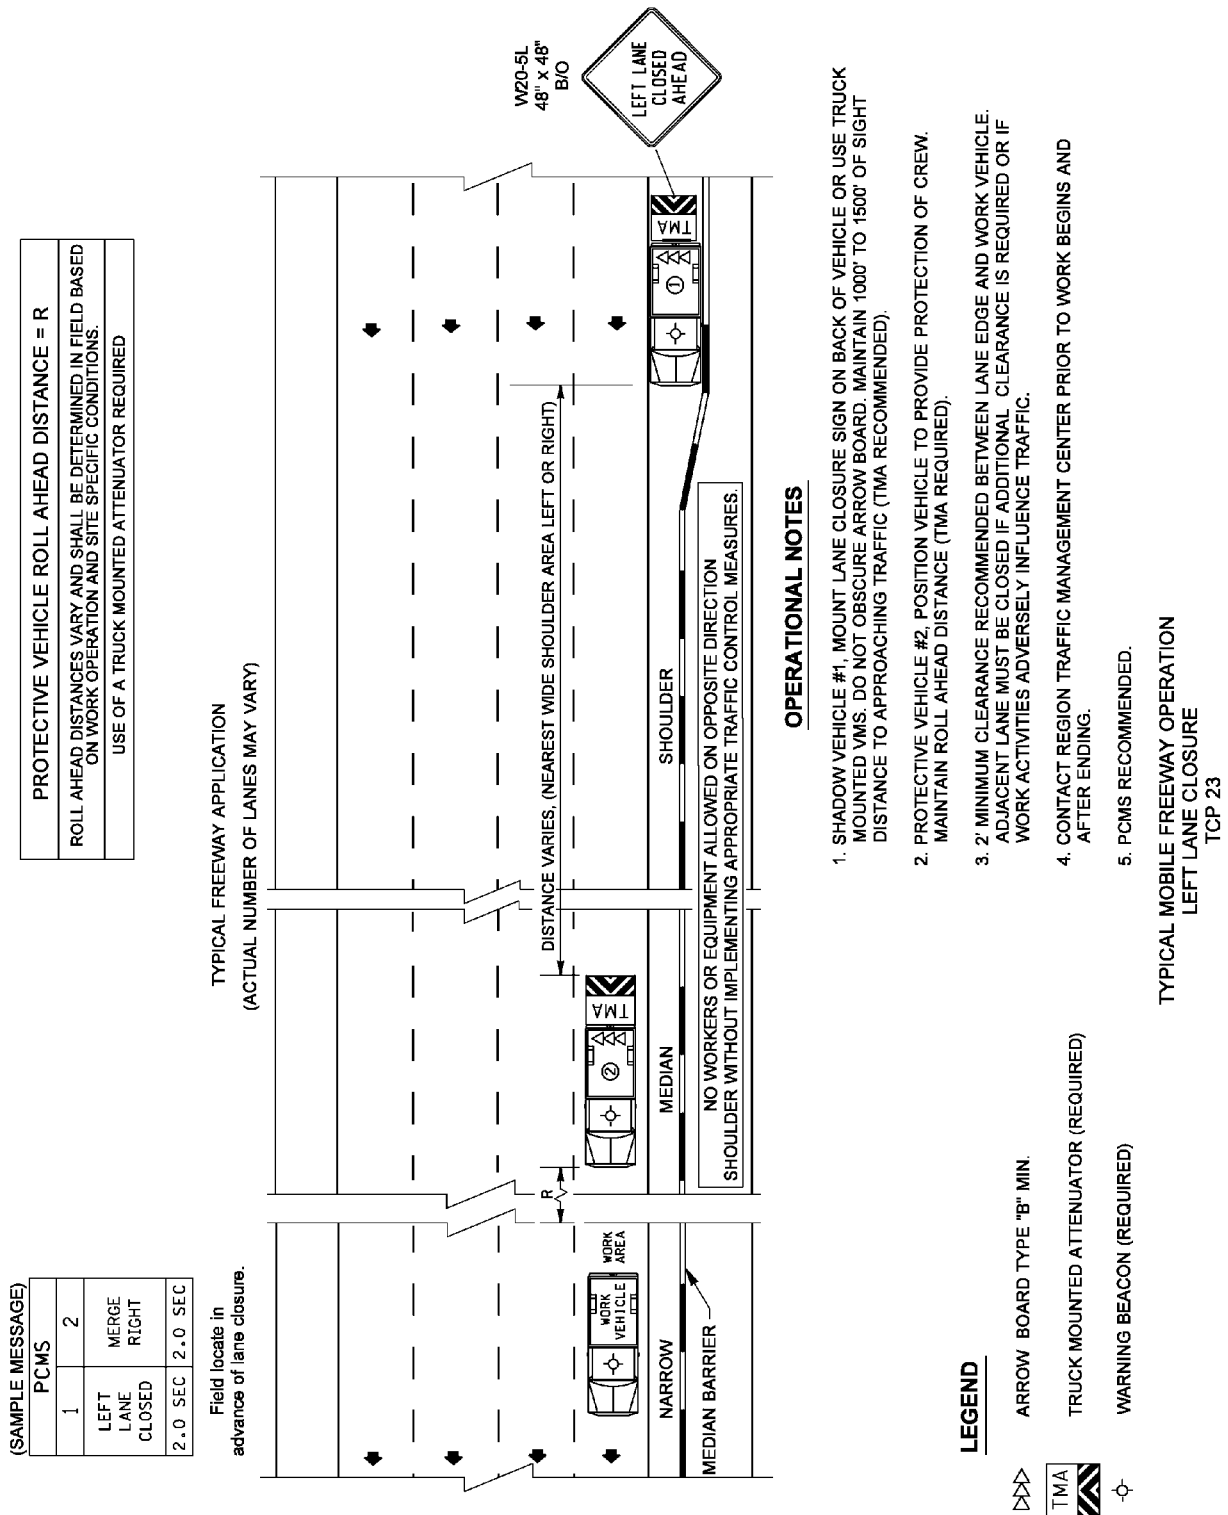 (SAMPLE MESSAGE)
PCMS
1
2
LEFT
LANE
CLOSED
MERGE
RIGHT
2.0 SEC
2.0 SEC
Field locate in
advance of lane closure.
PROTECTIVE VEHICLE ROLL AHEAD DISTANCE = R
ROLL AHEAD DISTANCES VARY AND SHALL BE DETERMINED IN FIELD BASED
ON WORK OPERATION AND SITE SPECIFIC CONDITIONS.
USE OF A TRUCK MOUNTED ATTENUATOR REQUIRED
TYPICAL FREEWAY APPLICATION
(ACTUAL NUMBER OF LANES MAY VARY)
W20-5L
48" x 48"
B/O
LEFT LANE
CLOSED
AHEAD
R
DISTANCE VARIES, (NEAREST WIDE SHOULDER AREA LEFT OR RIGHT)
WORK
VEHICLE
WORK
AREA
2
TMA
1
TMA
NARROW
MEDIAN
SHOULDER
MEDIAN BARRIER
NO WORKERS OR EQUIPMENT ALLOWED ON OPPOSITE DIRECTION
SHOULDER WITHOUT IMPLEMENTING APPROPRIATE TRAFFIC CONTROL MEASURES.
LEGEND
ARROW BOARD TYPE "B" MIN.
TMA
TRUCK MOUNTED ATTENUATOR (REQUIRED)
WARNING BEACON (REQUIRED)
OPERATIONAL NOTES
1. SHADOW VEHICLE #1, MOUNT LANE CLOSURE SIGN ON BACK OF VEHICLE OR USE TRUCK
MOUNTED VMS. DO NOT OBSCURE ARROW BOARD. MAINTAIN 1000' TO 1500' OF SIGHT
DISTANCE TO APPROACHING TRAFFIC (TMA RECOMMENDED).
2. PROTECTIVE VEHICLE #2, POSITION VEHICLE TO PROVIDE PROTECTION OF CREW.
MAINTAIN ROLL AHEAD DISTANCE (TMA REQUIRED).
3. 2' MINIMUM CLEARANCE RECOMMENDED BETWEEN LANE EDGE AND WORK VEHICLE.
ADJACENT LANE MUST BE CLOSED IF ADDITIONAL CLEARANCE IS REQUIRED OR IF
WORK ACTIVITIES ADVERSELY INFLUENCE TRAFFIC.
4. CONTACT REGION TRAFFIC MANAGEMENT CENTER PRIOR TO WORK BEGINS AND
AFTER ENDING.
5. PCMS RECOMMENDED.
TYPICAL MOBILE FREEWAY OPERATION
LEFT LANE CLOSURE
TCP 23